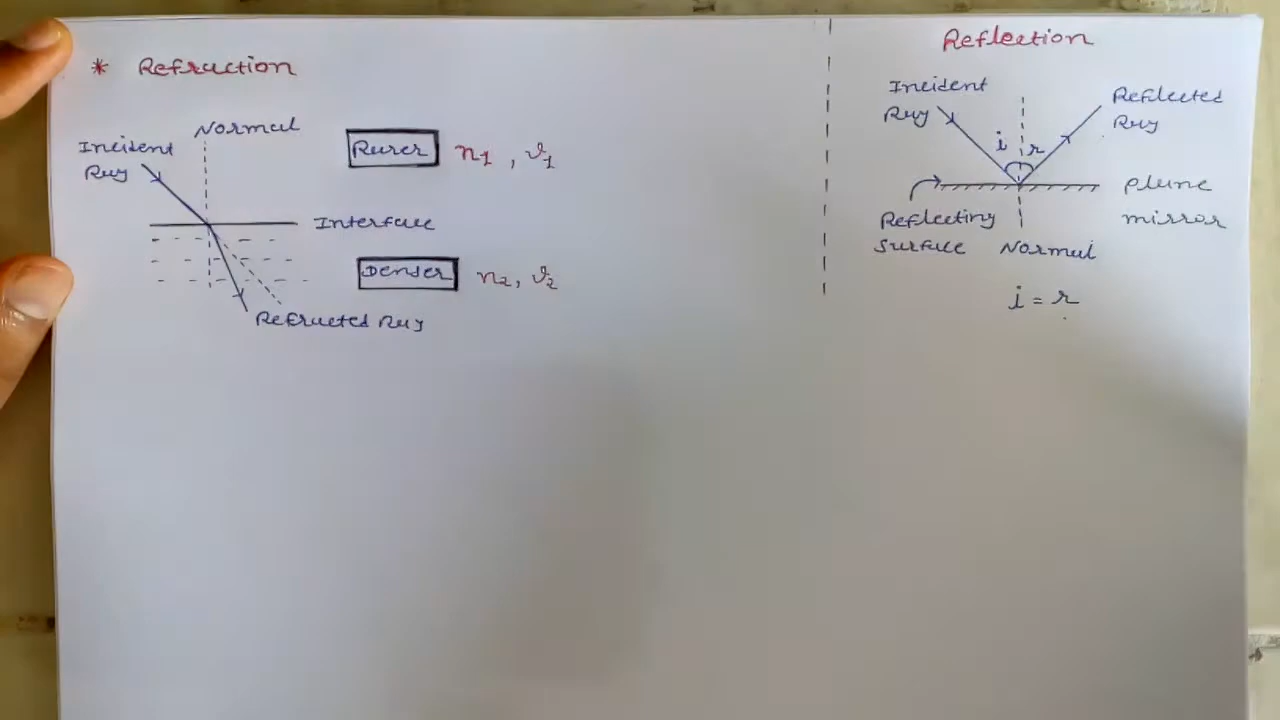 * Refraction
Normal
Incident
Ray
Rarer n1 , v1
Interface
Denser n2, v2
Refracted Ray
Reflection
Incident
Ray
Reflected
Ray
i r
plane
mirror
Reflecting
Surface
Normal
i = r